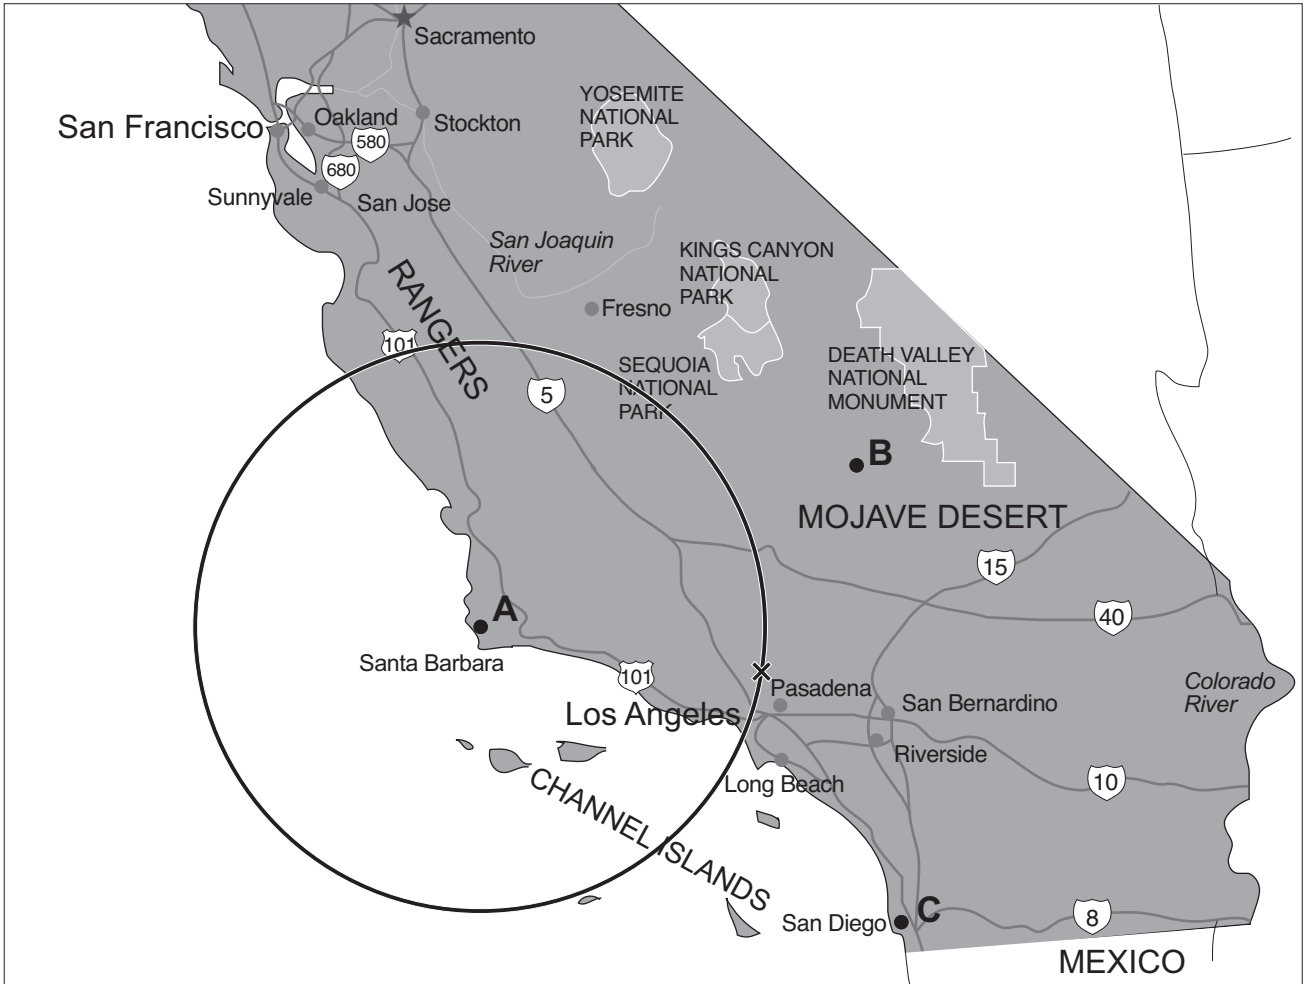 Sacramento
YOSEMITE
NATIONAL
PARK
San Francisco
Oakland
Stockton
580
680
Sunnyvale
San Jose
San Joaquin
River
KINGS CANYON
NATIONAL
PARK
RANGERS
Fresno
101
SEQUOIA
NATIONAL
PARK
DEATH VALLEY
NATIONAL
MONUMENT
5
B
MOJAVE DESERT
15
A
40
Santa Barbara
101
×
Pasadena
Colorado
River
Los Angeles
San Bernardino
Riverside
Long Beach
10
CHANNEL ISLANDS
San Diego
C
8
MEXICO